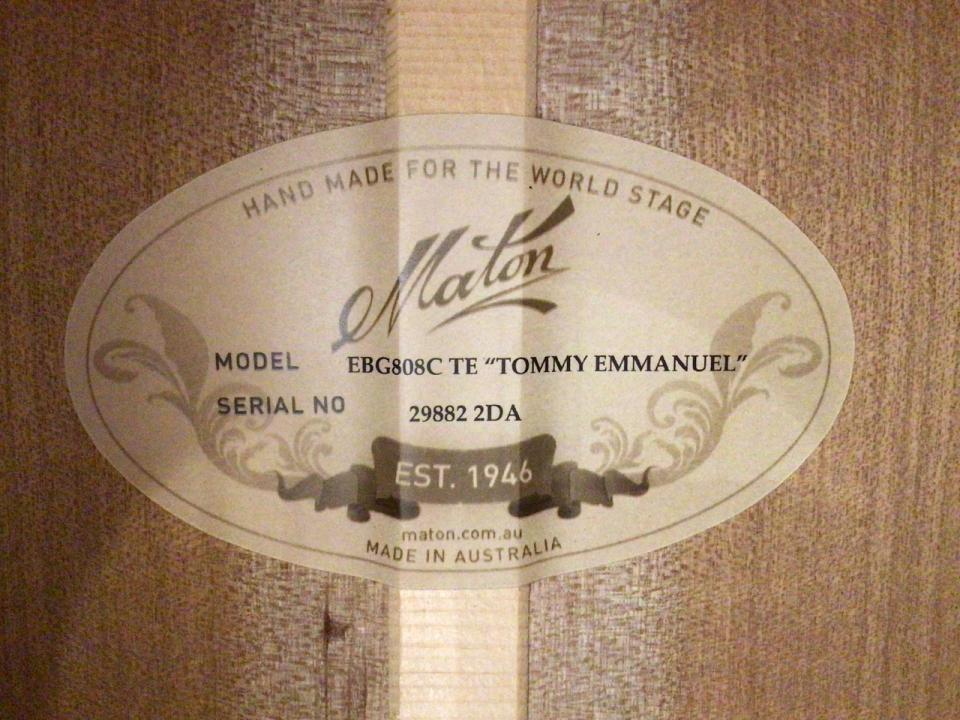 HAND MADE FOR THE WORLD STAGE
Maton
MODEL EBG808C TE “TOMMY EMMANUEL”
SERIAL NO 29882 2DA
EST. 1946
maton.com.au
MADE IN AUSTRALIA